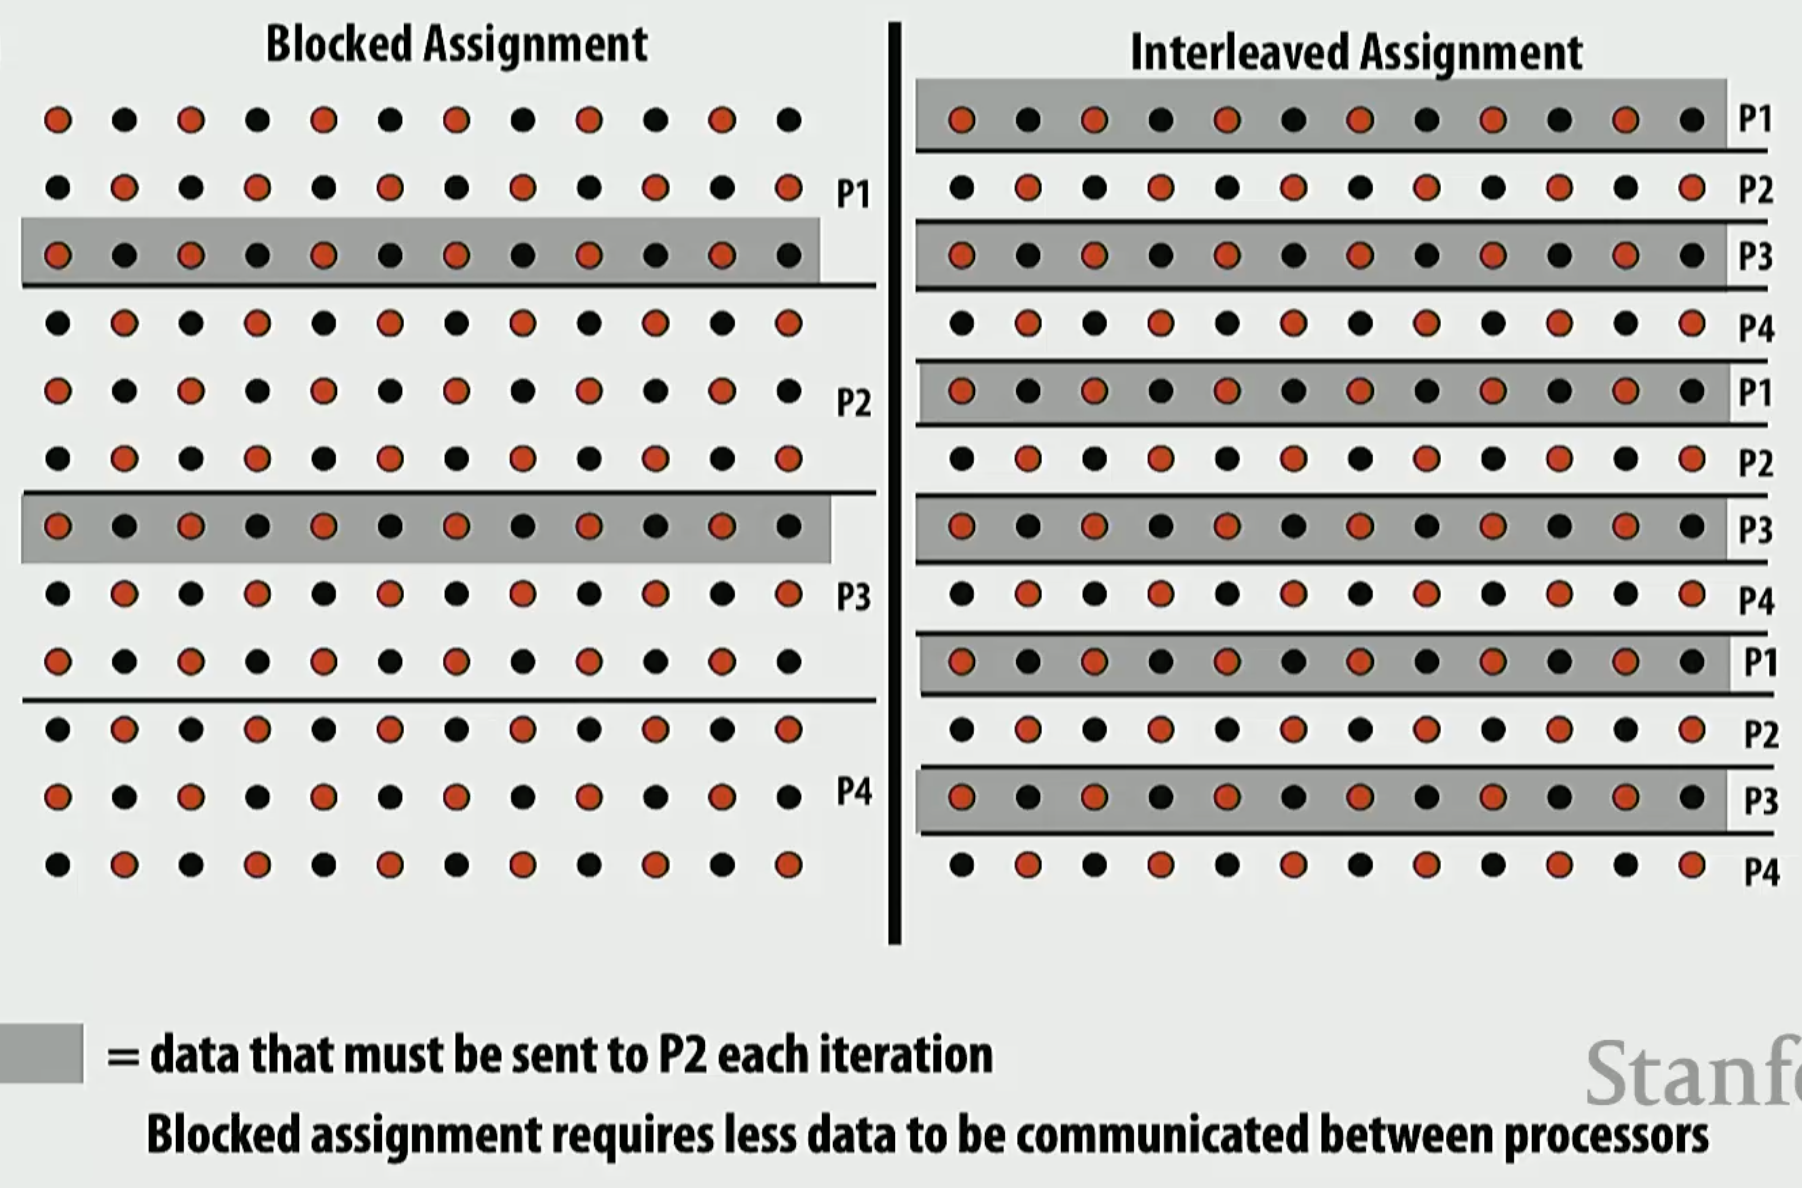 Blocked Assignment
P1
P2
P3
P4
Interleaved Assignment
P1
P2
P3
P4
P1
P2
P3
P4
P1
P2
P3
P4
= data that must be sent to P2 each iteration
Stanfo
Blocked assignment requires less data to be communicated between processors